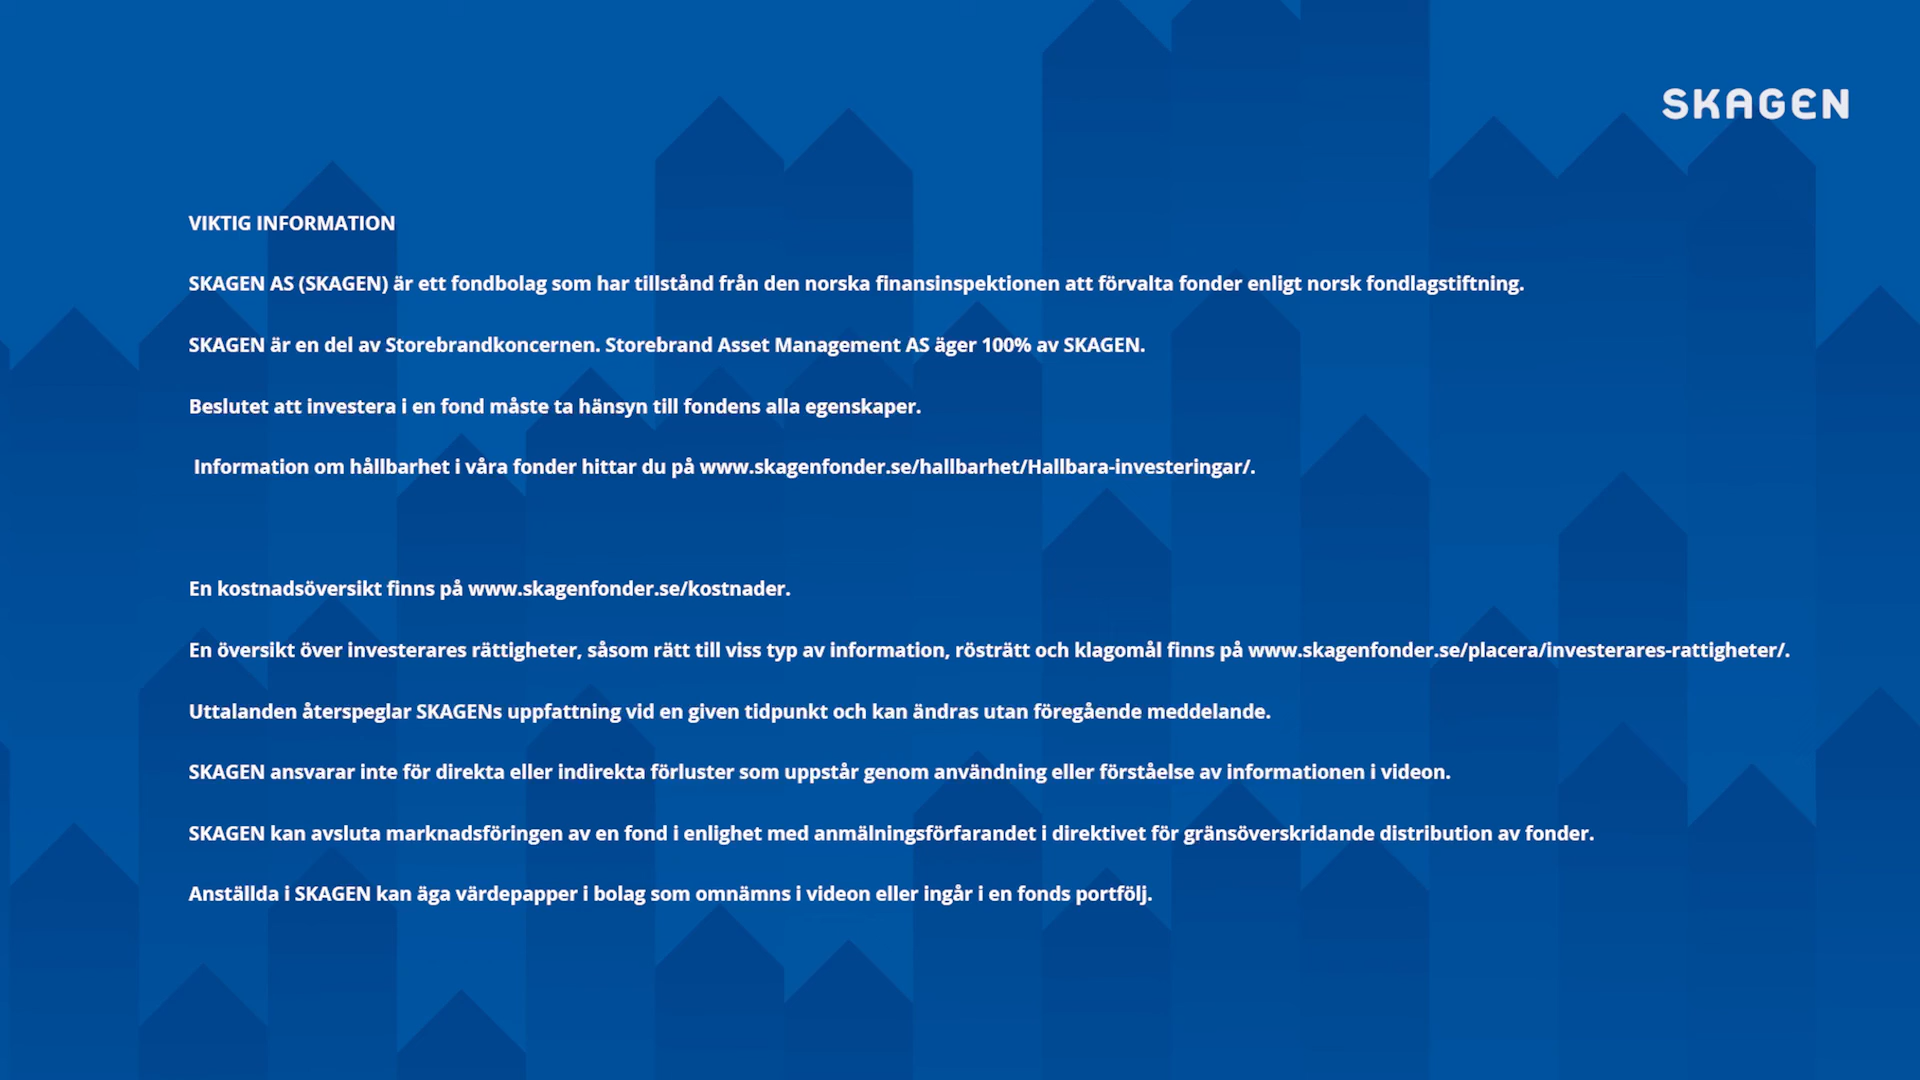 SKAGEN
VIKTIG INFORMATION
SKAGEN AS (SKAGEN) är ett fondbolag som har tillstånd från den norska finansinspektionen att förvalta fonder enligt norsk fondlagstiftning.
SKAGEN är en del av Storebrandkoncernen. Storebrand Asset Management AS äger 100% av SKAGEN.
Beslutet att investera i en fond måste ta hänsyn till fondens alla egenskaper.
Information om hållbarhet i våra fonder hittar du på www.skagenfonder.se/hallbarhet/Hallbara-investeringar/.
En kostnadsöversikt finns på www.skagenfonder.se/kostnader.
En översikt över investerares rättigheter, såsom rätt till viss typ av information, rösträtt och klagomål finns på www.skagenfonder.se/placera/investerares-rattigheter/.
Uttalanden återspeglar SKAGENs uppfattning vid en given tidpunkt och kan ändras utan föregående meddelande.
SKAGEN ansvarar inte för direkta eller indirekta förluster som uppstår genom användning eller förståelse av informationen i videon.
SKAGEN kan avsluta marknadsföringen av en fond i enlighet med anmälningsförfarandet i direktivet för gränsöverskridande distribution av fonder.
Anställda i SKAGEN kan äga värdepapper i bolag som omnämns i videon eller ingår i en fonds portfölj.